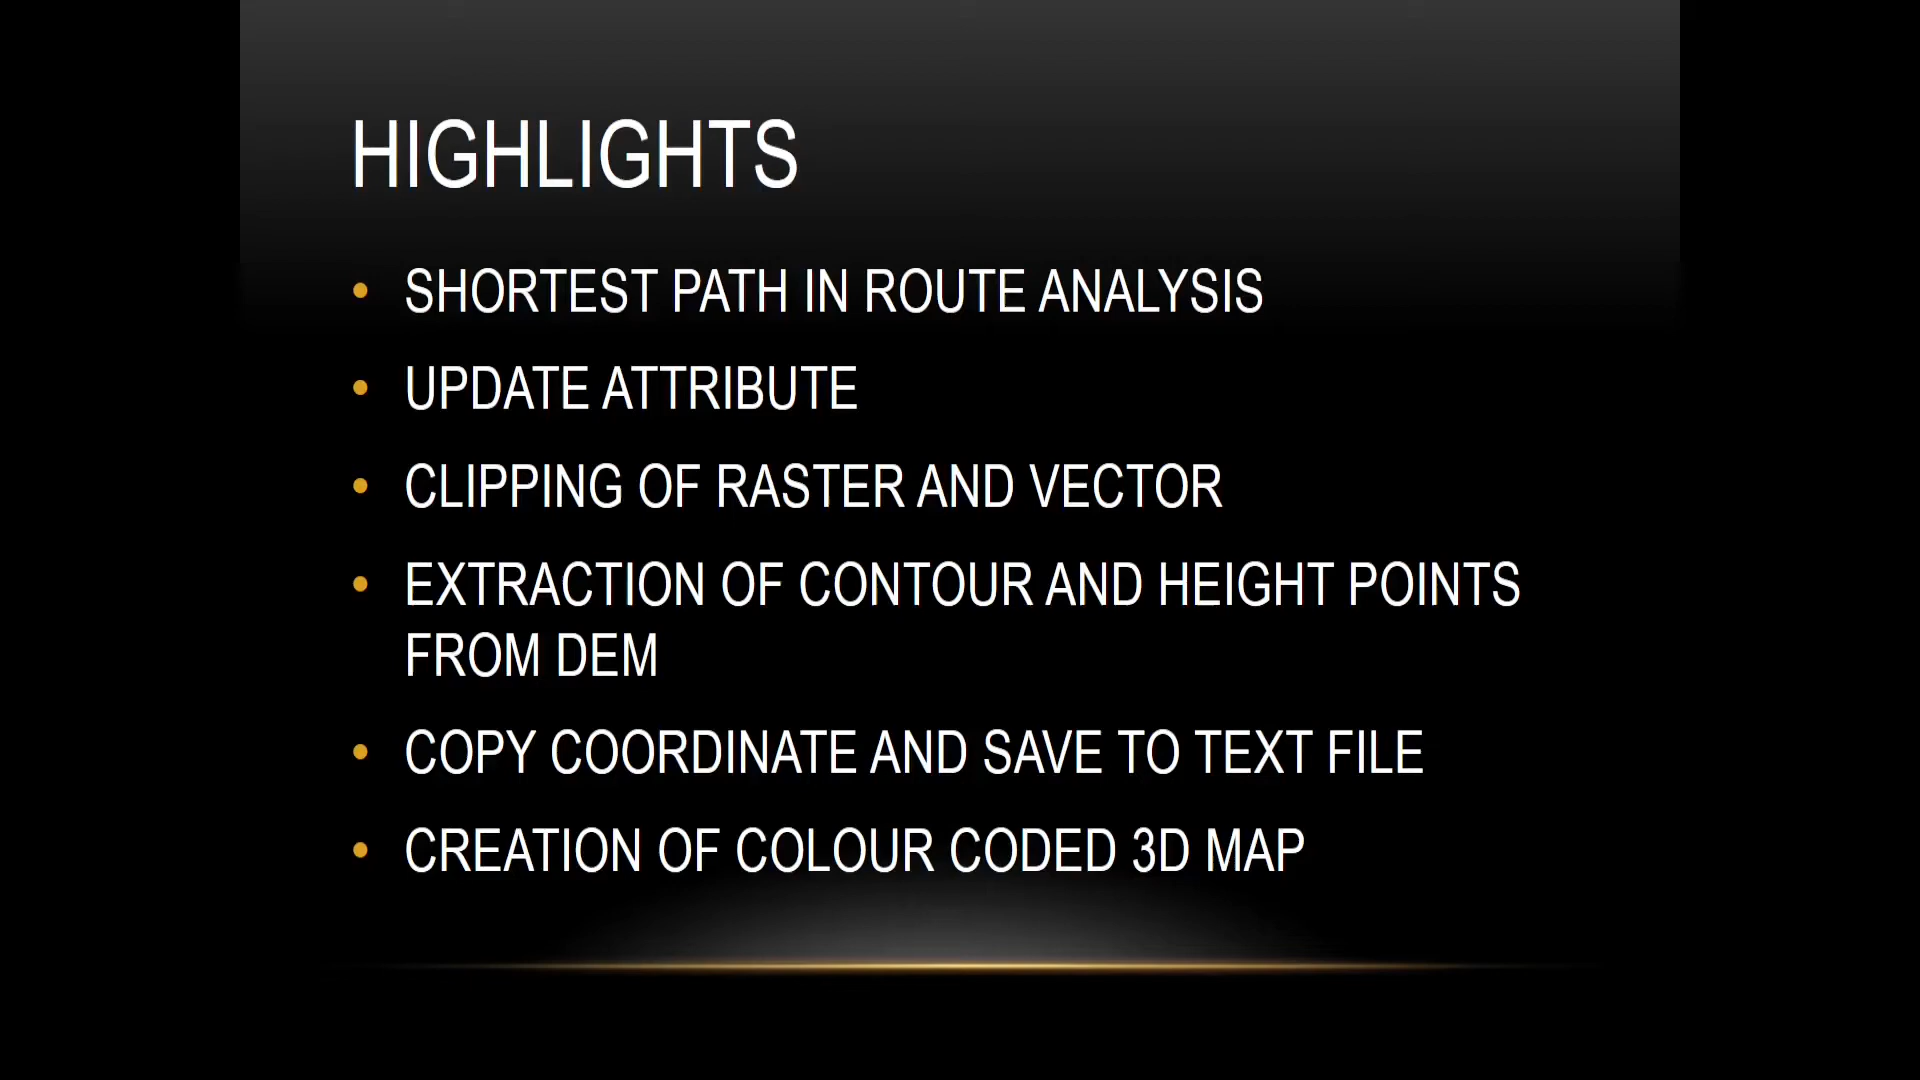 HIGHLIGHTS
• SHORTEST PATH IN ROUTE ANALYSIS
• UPDATE ATTRIBUTE
• CLIPPING OF RASTER AND VECTOR
• EXTRACTION OF CONTOUR AND HEIGHT POINTS
FROM DEM
• COPY COORDINATE AND SAVE TO TEXT FILE
• CREATION OF COLOUR CODED 3D MAP